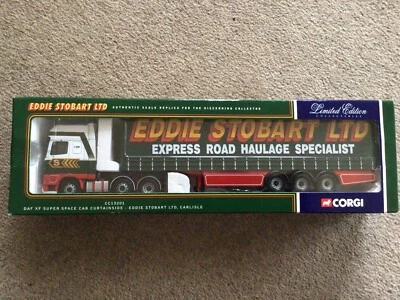 EDDIE STOBART LTD
AUTHENTIC SCALE REPLICA FOR THE DISCERNING COLLECTOR
Limited Edition
COLLECTABLES
EDDIE STOBART LTD
EXPRESS ROAD HAULAGE SPECIALIST
S
CC13201
DAF XF SUPER SPACE CAB CURTAINSIDE - EDDIE STOBART LTD, CARLISLE
CORGI